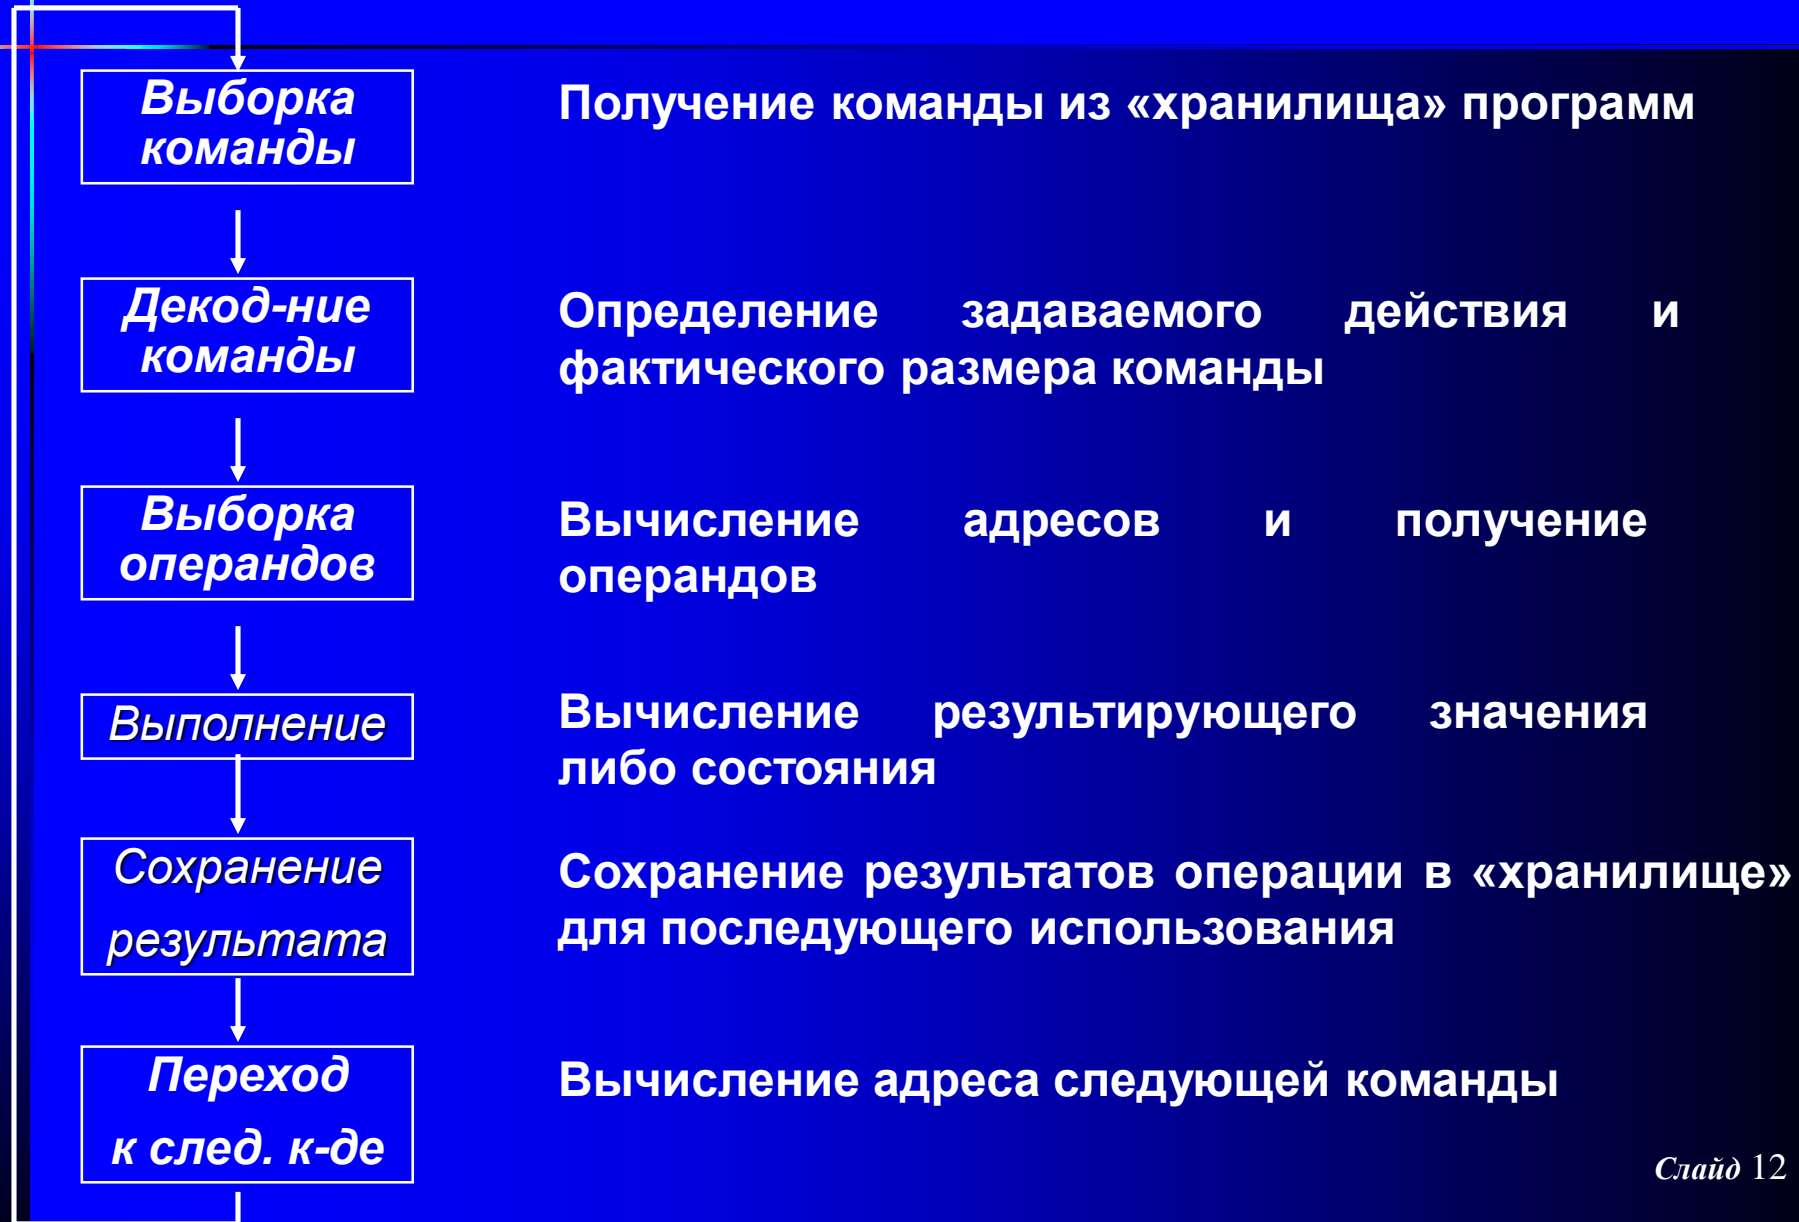 Выборка
команды
Получение команды из «хранилища» программ
Декод-ние
команды
Определение задаваемого действия и
фактического размера команды
Выборка
операндов
Вычисление адресов и получение
операндов
Выполнение
Вычисление результирующего значения
либо состояния
Сохранение
результата
Сохранение результатов операции в «хранилище»
для последующего использования
Переход
к след. к-де
Вычисление адреса следующей команды
Слайд 12